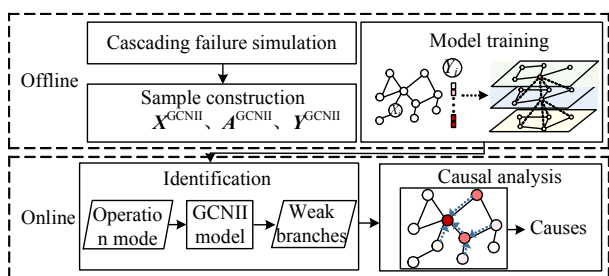 Offline
Cascading failure simulation
Sample construction
X^GCNII、A^GCNII、Y^GCNII
Model training
Y_i
Online
Identification
Operatio
n mode
GCNII
model
Weak
branches
Causal analysis
Causes